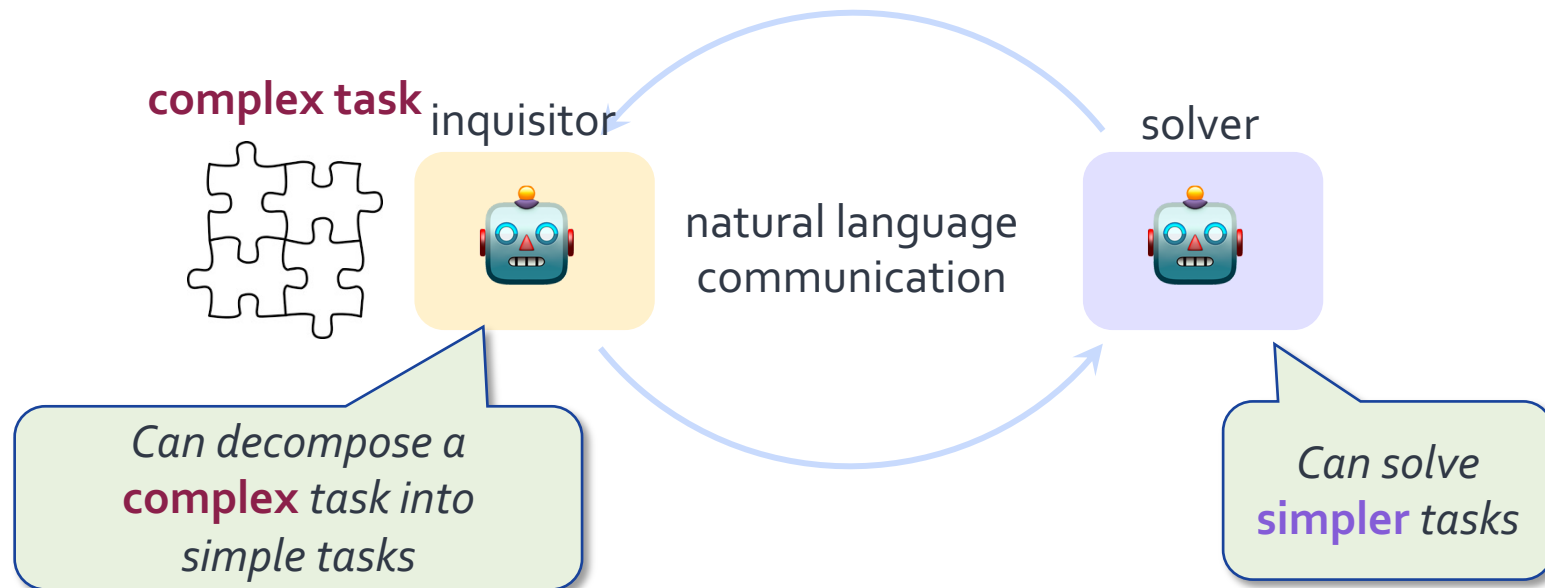 complex task
inquisitor
solver
natural language
communication
Can decompose a
complex task into
simple tasks
Can solve
simpler tasks